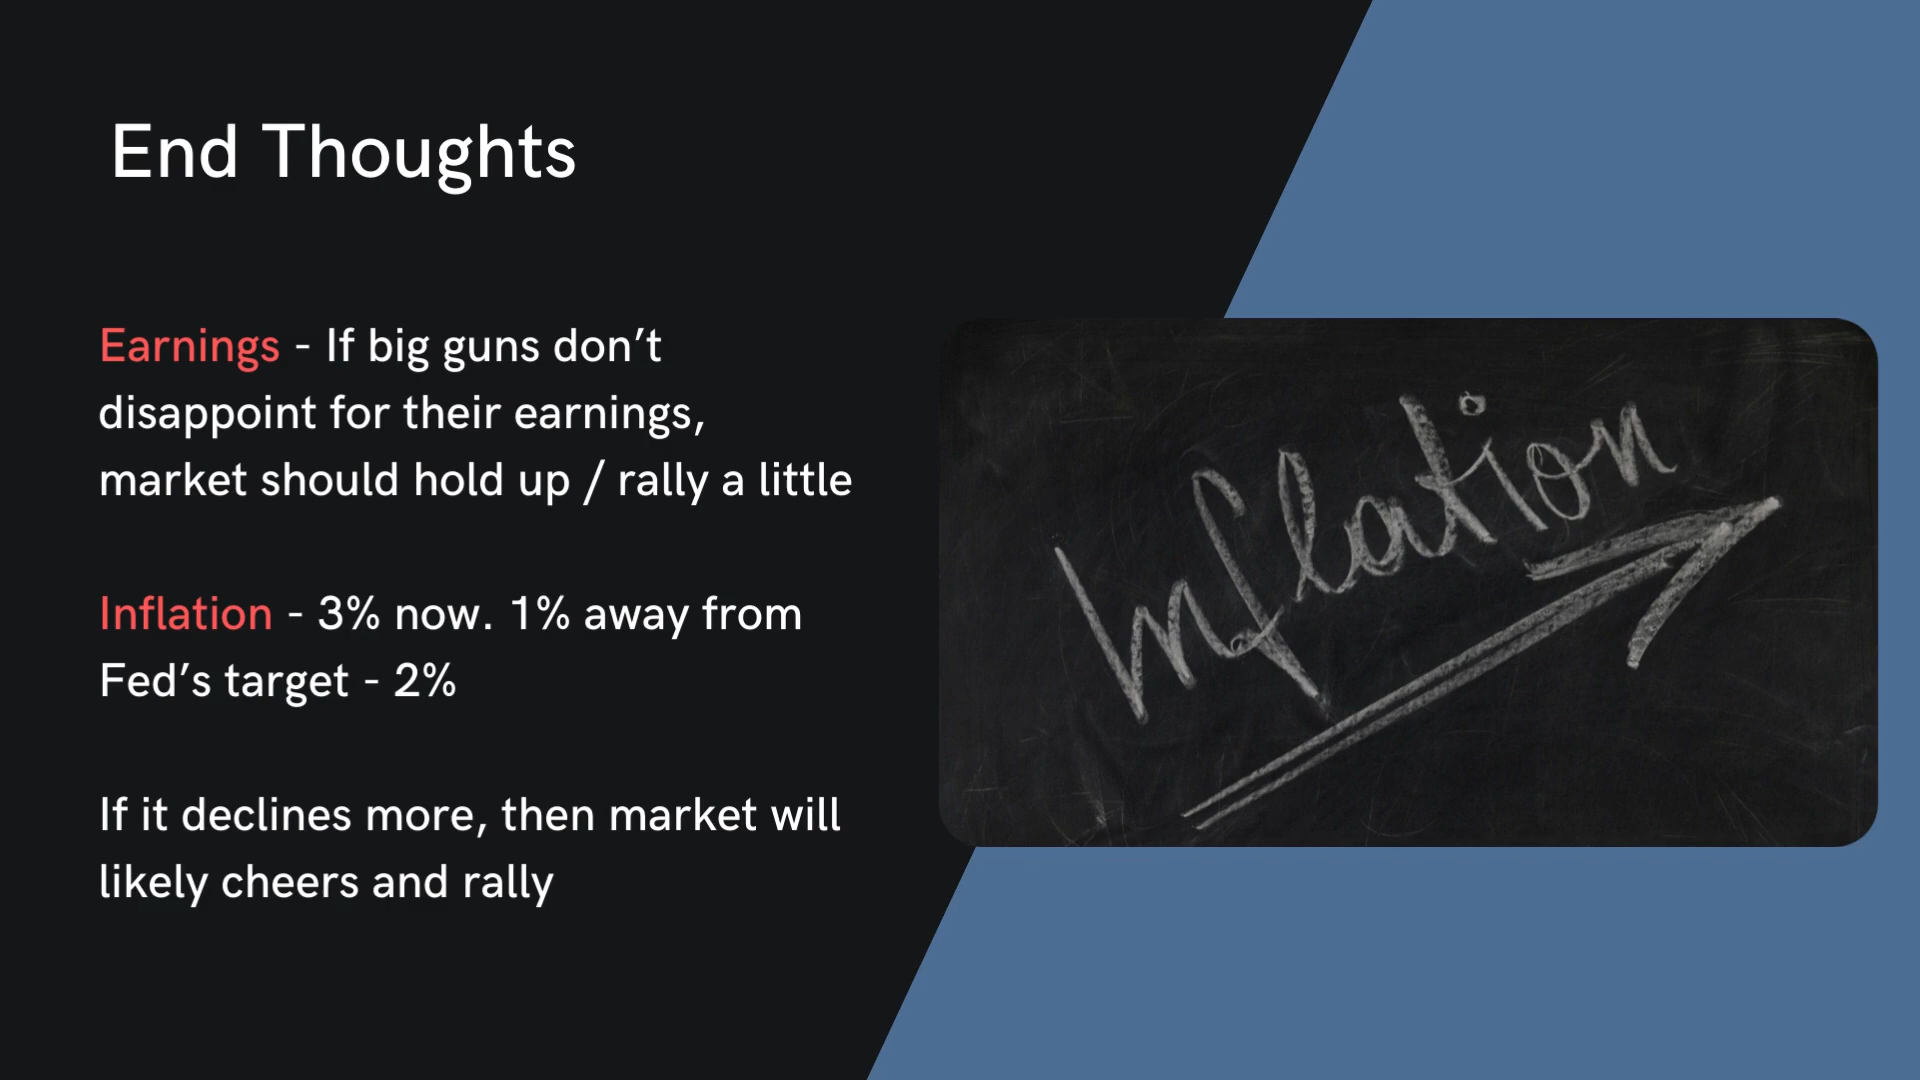 End Thoughts
Earnings - If big guns don’t
disappoint for their earnings,
market should hold up / rally a little
Inflation - 3% now. 1% away from
Fed’s target - 2%
If it declines more, then market will
likely cheers and rally
Inflation